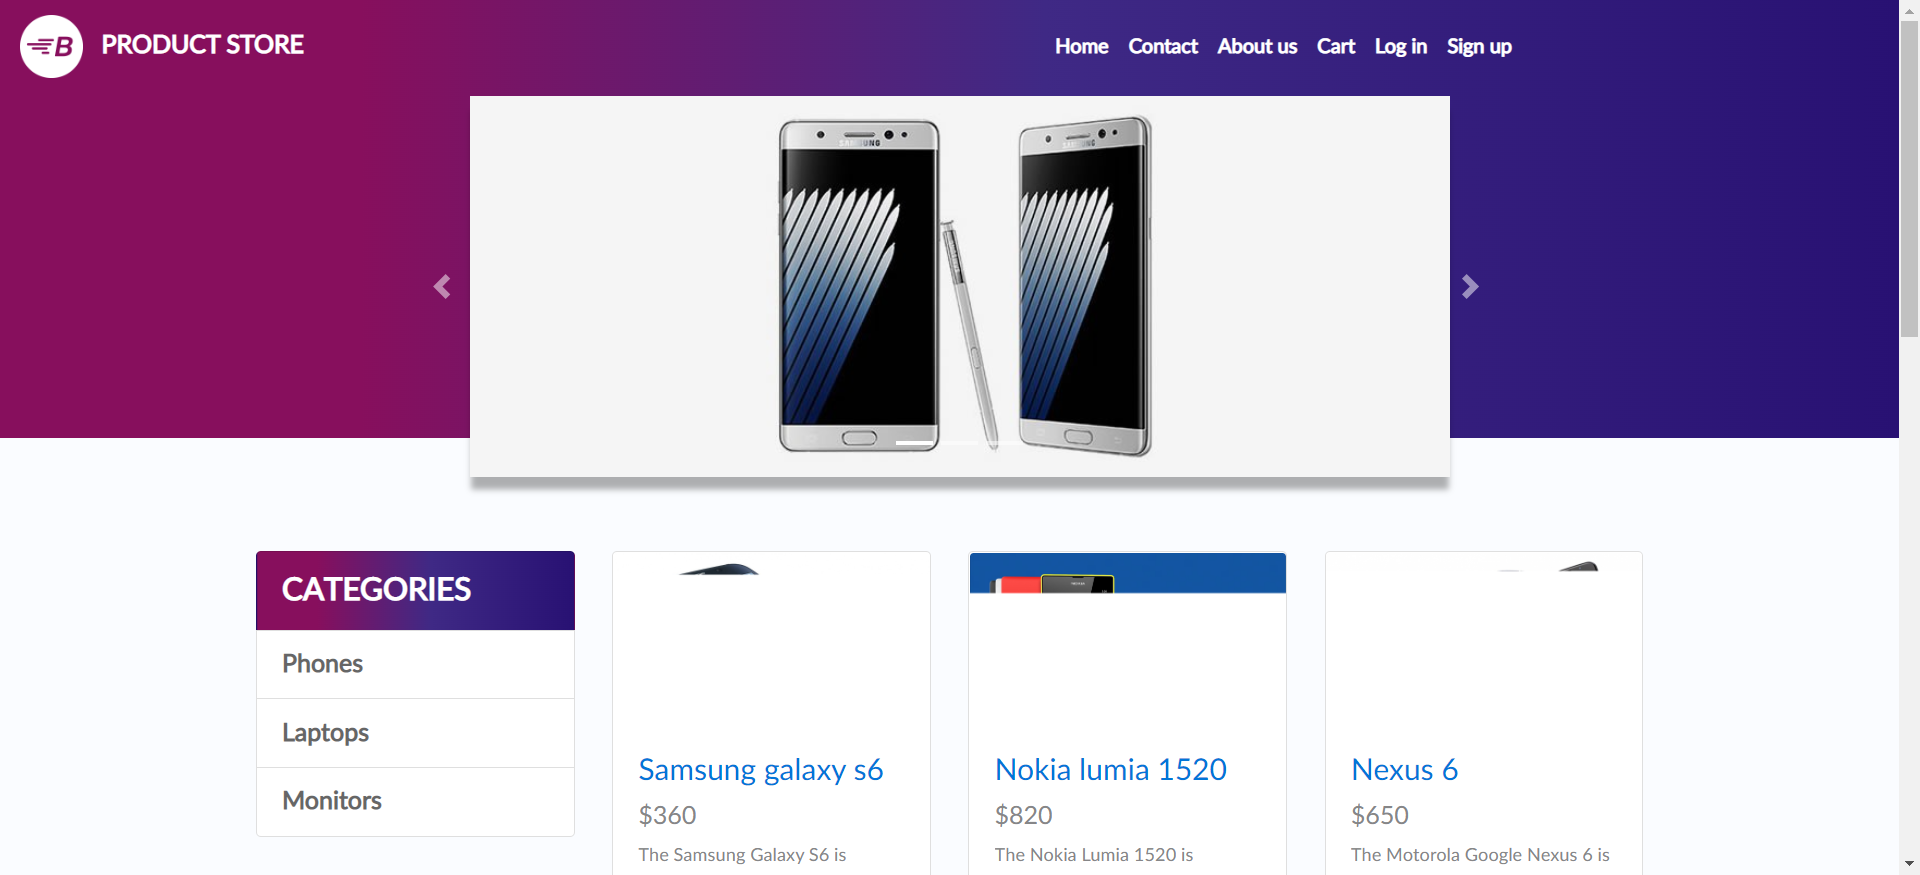 B PRODUCT STORE
Home Contact About us Cart Log in Sign up
SAMSUNG SAMSUNG
CATEGORIES
Phones
Laptops
Monitors
Samsung galaxy s6
$360
The Samsung Galaxy S6 is
Nokia lumia 1520
$820
The Nokia Lumia 1520 is
Nexus 6
$650
The Motorola Google Nexus 6 is